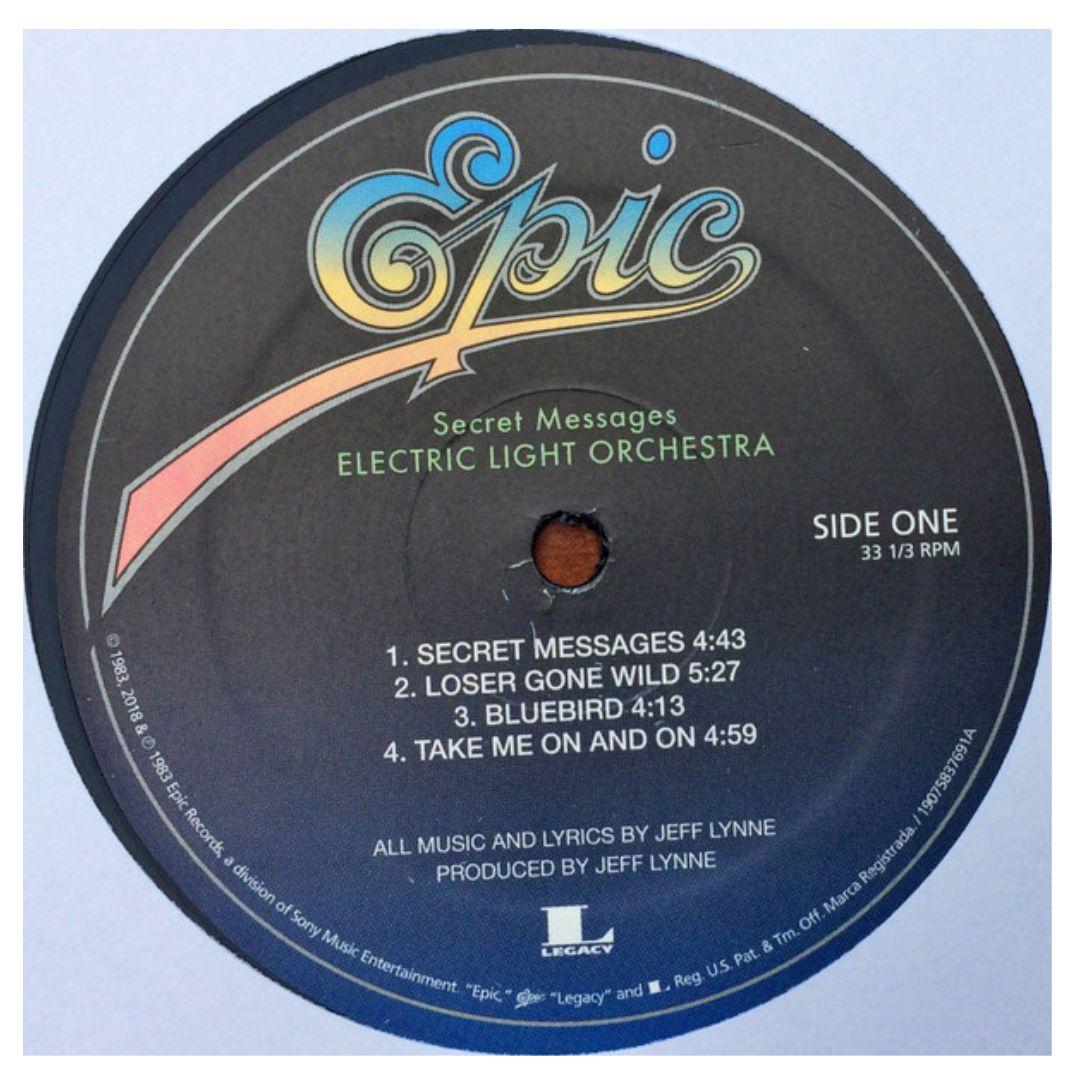 Epic
Secret Messages
ELECTRIC LIGHT ORCHESTRA
SIDE ONE
33 1/3 RPM
1. SECRET MESSAGES 4:43
2. LOSER GONE WILD 5:27
3. BLUEBIRD 4:13
4. TAKE ME ON AND ON 4:59
ALL MUSIC AND LYRICS BY JEFF LYNNE
PRODUCED BY JEFF LYNNE
L
LEGACY
© 1983, 2018 & ℗ 1983 Epic Records, a division of Sony Music Entertainment. "Epic," Epic "Legacy" and L Reg. U.S. Pat. & Tm. Off. Marca Registrada. / 19075837691A